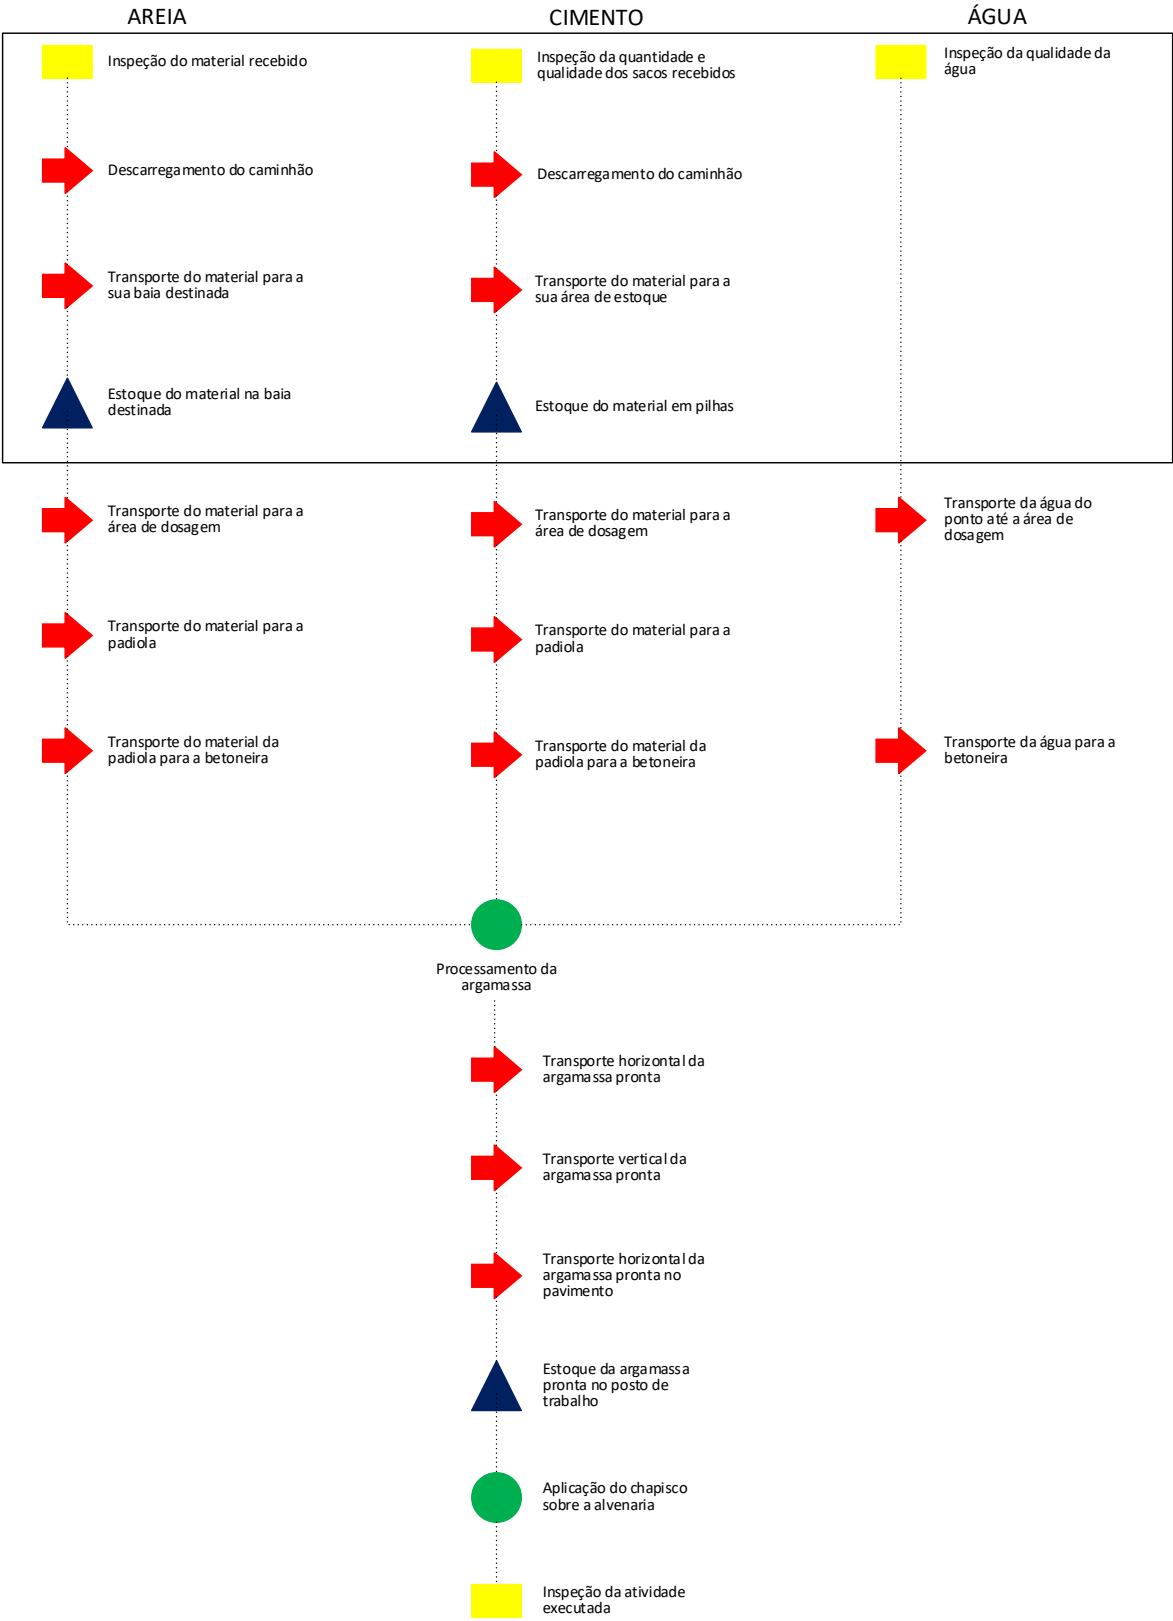 AREIA
CIMENTO
ÁGUA
Inspeção do material recebido
Inspeção da quantidade e
qualidade dos sacos recebidos
Inspeção da qualidade da
água
Descarregamento do caminhão
Descarregamento do caminhão
Transporte do material para a
sua baia destinada
Transporte do material para a
sua área de estoque
Estoque do material na baia
destinada
Estoque do material em pilhas
Transporte do material para a
área de dosagem
Transporte do material para a
área de dosagem
Transporte da água do
ponto até a área de
dosagem
Transporte do material para a
padiola
Transporte do material para a
padiola
Transporte do material da
padiola para a betoneira
Transporte do material da
padiola para a betoneira
Transporte da água para a
betoneira
Processamento da
argamassa
Transporte horizontal da
argamassa pronta
Transporte vertical da
argamassa pronta
Transporte horizontal da
argamassa pronta no
pavimento
Estoque da argamassa
pronta no posto de
trabalho
Aplicação do chapisco
sobre a alvenaria
Inspeção da atividade
executada